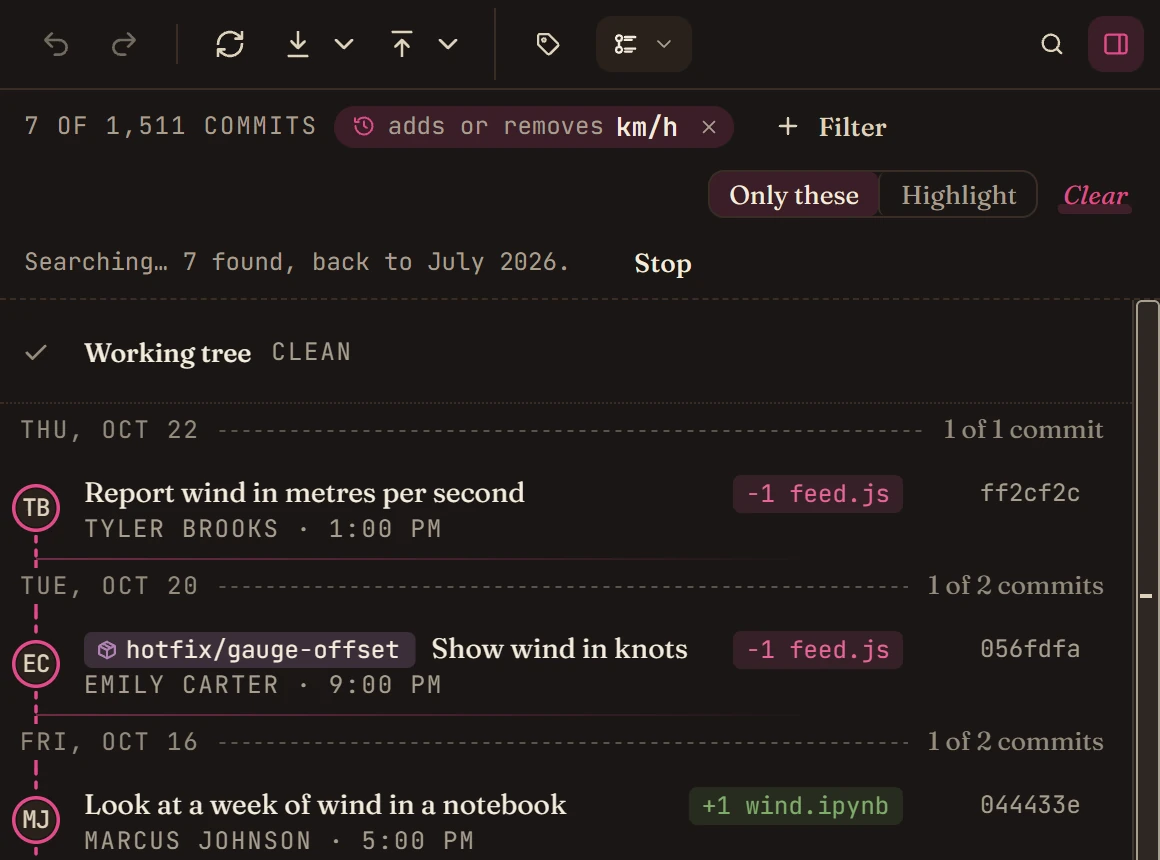 7 OF 1,511 COMMITS adds or removes km/h Filter
Only these Highlight Clear
Searching… 7 found, back to July 2026. Stop
Working tree CLEAN
THU, OCT 22 1 of 1 commit
TB Report wind in metres per second -1 feed.js ff2cf2c
TYLER BROOKS · 1:00 PM
TUE, OCT 20 1 of 2 commits
EC hotfix/gauge-offset Show wind in knots -1 feed.js 056fdfa
EMILY CARTER · 9:00 PM
FRI, OCT 16 1 of 2 commits
MJ Look at a week of wind in a notebook +1 wind.ipynb 044433e
MARCUS JOHNSON · 5:00 PM